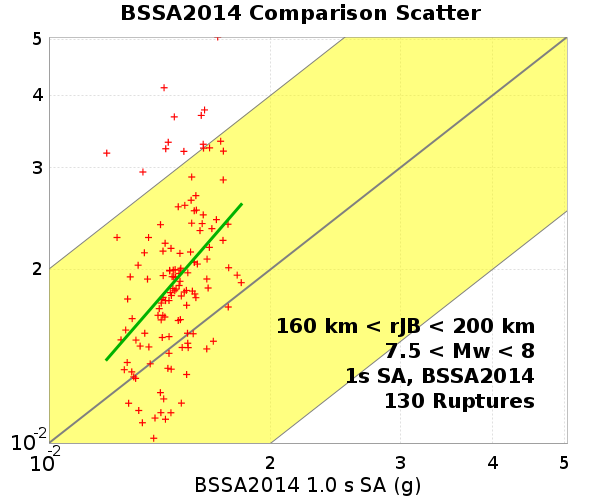 BSSA2014 Comparison Scatter
5
4
3
2
10-2
160 km < rJB < 200 km
7.5 < Mw < 8
1s SA, BSSA2014
130 Ruptures
10-2 2 3 4 5
BSSA2014 1.0 s SA (g)